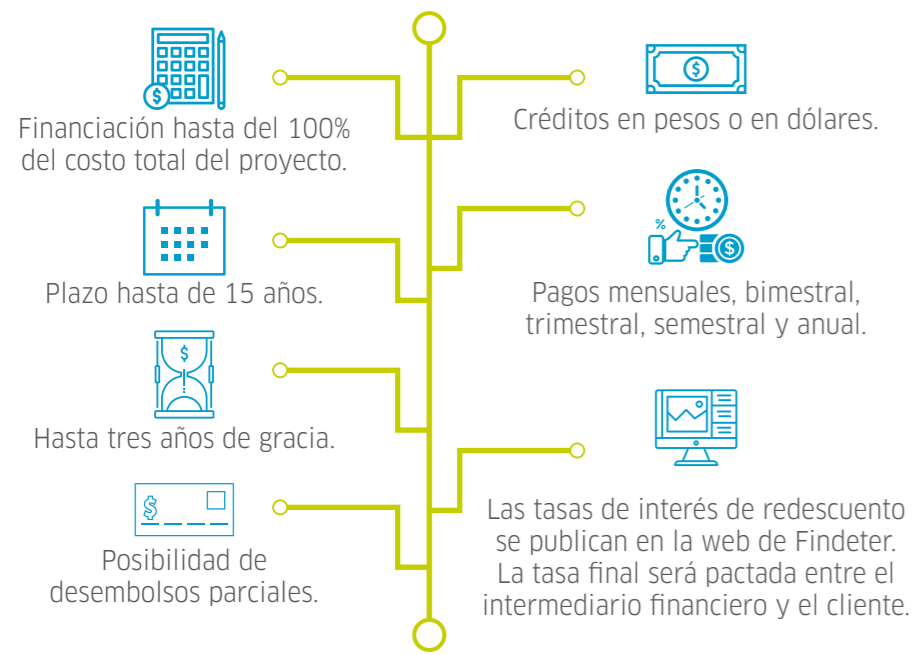 Financiación hasta del 100%
del costo total del proyecto.
Plazo hasta de 15 años.
Hasta tres años de gracia.
$
Posibilidad de
desembolsos parciales.
$
Créditos en pesos o en dólares.
%
Pagos mensuales, bimestral,
trimestral, semestral y anual.
Las tasas de interés de redescuento
se publican en la web de Findeter.
La tasa final será pactada entre el
intermediario financiero y el cliente.